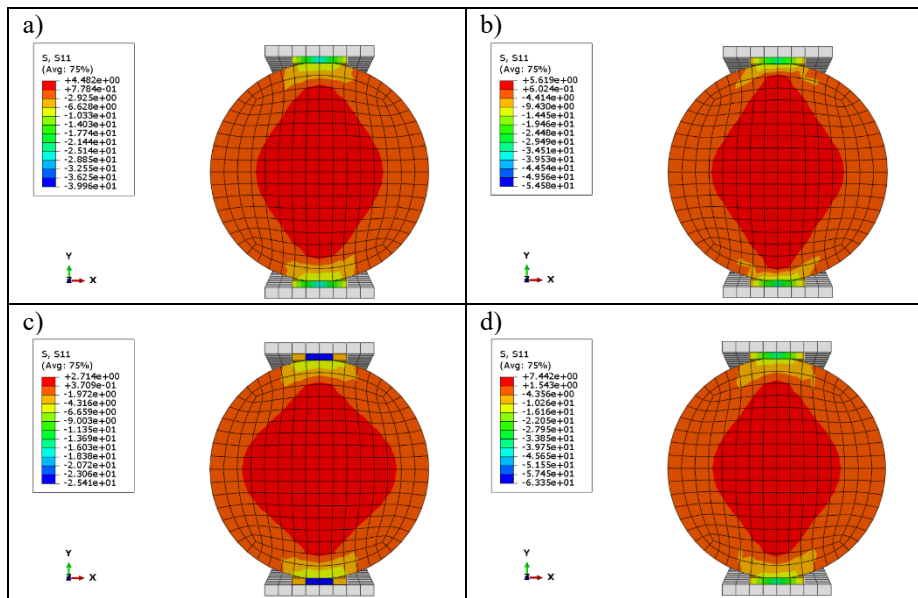 a)
S, S11
(Avg: 75%)
+4.482e+00
+7.784e-01
-2.925e+00
-6.628e+00
-1.033e+01
-1.403e+01
-1.774e+01
-2.144e+01
-2.514e+01
-2.885e+01
-3.255e+01
-3.625e+01
-3.996e+01
Y
Z X
b)
S, S11
(Avg: 75%)
+5.619e+00
+6.024e-01
-4.414e+00
-9.430e+00
-1.445e+01
-1.946e+01
-2.448e+01
-2.949e+01
-3.451e+01
-3.953e+01
-4.454e+01
-4.956e+01
-5.458e+01
Y
Z X
c)
S, S11
(Avg: 75%)
+2.714e+00
+3.709e-01
-1.972e+00
-4.316e+00
-6.659e+00
-9.003e+00
-1.135e+01
-1.369e+01
-1.603e+01
-1.838e+01
-2.072e+01
-2.306e+01
-2.541e+01
Y
Z X
d)
S, S11
(Avg: 75%)
+7.442e+00
+1.543e+00
-4.356e+00
-1.026e+01
-1.616e+01
-2.205e+01
-2.795e+01
-3.385e+01
-3.975e+01
-4.565e+01
-5.155e+01
-5.745e+01
-6.335e+01
Y
Z X